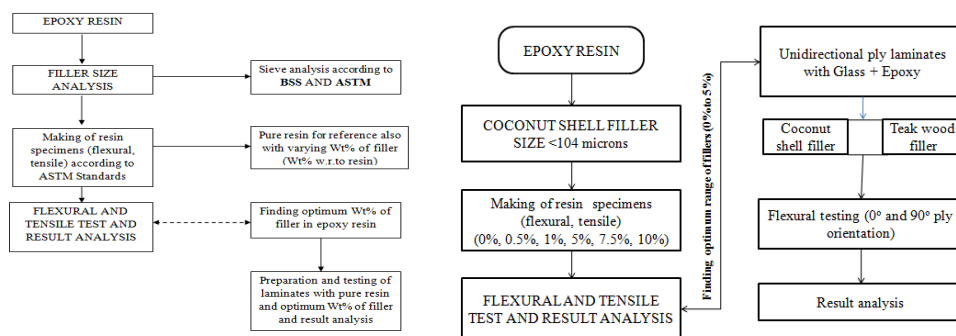 EPOXY RESIN
FILLER SIZE
ANALYSIS
Sieve analysis according to
BSS AND ASTM
Making of resin
specimens (flexural,
tensile) according to
ASTM Standards
Pure resin for reference also
with varying Wt% of filler
(Wt% w.r.to resin)
FLEXURAL AND
TENSILE TEST AND
RESULT ANALYSIS
Finding optimum Wt% of
filler in epoxy resin
Preparation and testing of
laminates with pure resin and
optimum Wt% of filler
and result analysis
EPOXY RESIN
COCONUT SHELL FILLER
SIZE <104 microns
Making of resin specimens
(flexural, tensile)
(0%, 0.5%, 1%, 5%, 7.5%, 10%)
FLEXURAL AND TENSILE
TEST AND RESULT ANALYSIS
Finding optimum range of fillers (0% to 5%)
Unidirectional ply laminates
with Glass + Epoxy
Coconut
shell filler
Teak wood
filler
Flexural testing (0º and 90º ply
orientation)
Result analysis